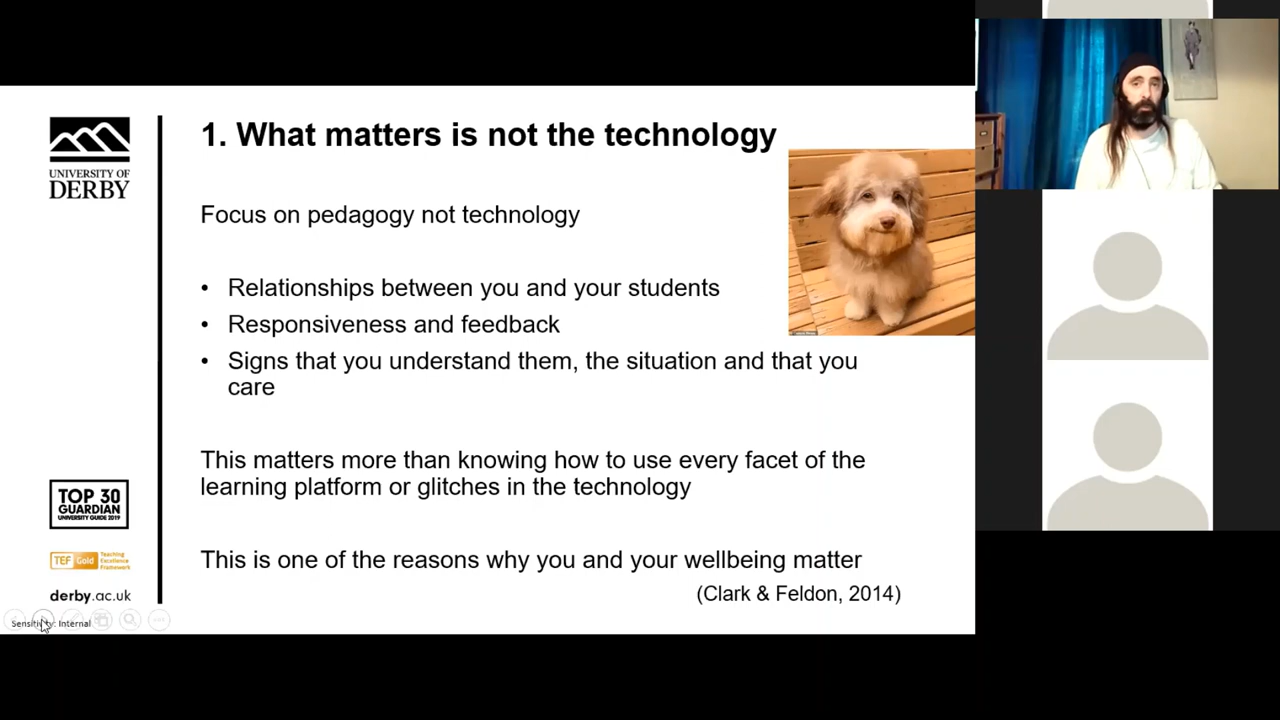 1. What matters is not the technology
UNIVERSITY OF
DERBY
Focus on pedagogy not technology
• Relationships between you and your students
• Responsiveness and feedback
• Signs that you understand them, the situation and that you
care
This matters more than knowing how to use every facet of the
learning platform or glitches in the technology
TOP 30
GUARDIAN
UNIVERSITY GUIDE 2019
This is one of the reasons why you and your wellbeing matter
TEF Gold
Teaching
Excellence
Framework
(Clark & Feldon, 2014)
derby.ac.uk
Sensitivity: Internal